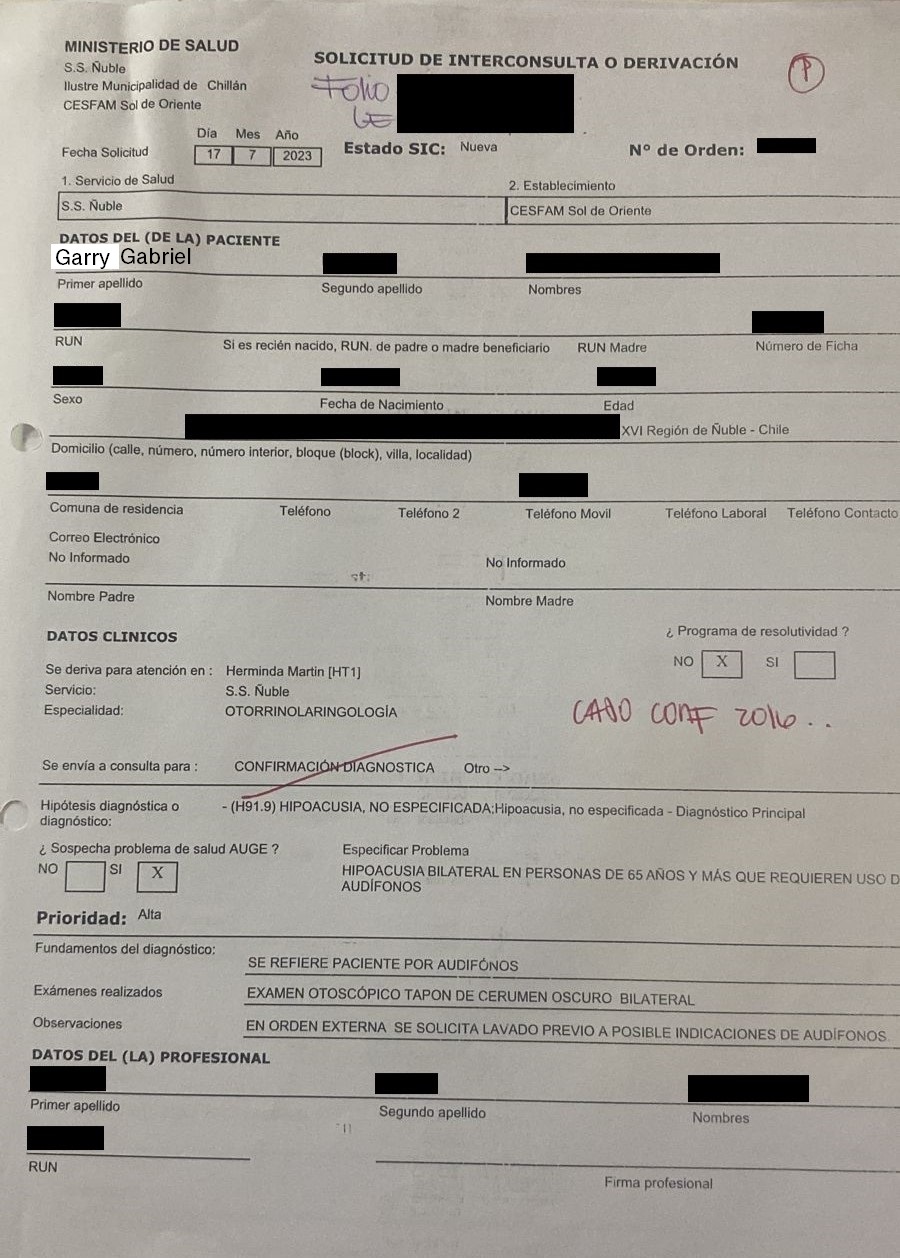 MINISTERIO DE SALUD
S.S. Ñuble
Ilustre Municipalidad de Chillán
CESFAM Sol de Oriente
SOLICITUD DE INTERCONSULTA O DERIVACIÓN
P
Folio
GE
Día Mes Año
Fecha Solicitud 17 7 2023
Estado SIC: Nueva
Nº de Orden:
1. Servicio de Salud 2. Establecimiento
S.S. Ñuble CESFAM Sol de Oriente
DATOS DEL (DE LA) PACIENTE
Garry Gabriel
Primer apellido Segundo apellido Nombres
RUN Si es recién nacido, RUN. de padre o madre beneficiario RUN Madre Número de Ficha
Sexo Fecha de Nacimiento Edad
XVI Región de Ñuble - Chile
Domicilio (calle, número, número interior, bloque (block), villa, localidad)
Comuna de residencia Teléfono Teléfono 2 Teléfono Movil Teléfono Laboral Teléfono Contacto
Correo Electrónico
No Informado No Informado
Nombre Padre Nombre Madre
DATOS CLINICOS
¿ Programa de resolutividad ?
NO X SI
Se deriva para atención en : Herminda Martin [HT1]
Servicio: S.S. Ñuble
Especialidad: OTORRINOLARINGOLOGÍA
CASO CONF 2016..
Se envía a consulta para : CONFIRMACIÓN DIAGNOSTICA Otro -->
Hipótesis diagnóstica o diagnóstico: - (H91.9) HIPOACUSIA, NO ESPECIFICADA;Hipoacusia, no especificada - Diagnóstico Principal
¿ Sospecha problema de salud AUGE ? Especificar Problema
NO SI X HIPOACUSIA BILATERAL EN PERSONAS DE 65 AÑOS Y MÁS QUE REQUIEREN USO D
AUDÍFONOS
Prioridad: Alta
Fundamentos del diagnóstico:
SE REFIERE PACIENTE POR AUDIFÓNOS
Exámenes realizados EXAMEN OTOSCÓPICO TAPON DE CERUMEN OSCURO BILATERAL
Observaciones EN ORDEN EXTERNA SE SOLICITA LAVADO PREVIO A POSIBLE INDICACIONES DE AUDÍFONOS.
DATOS DEL (LA) PROFESIONAL
Primer apellido Segundo apellido Nombres
RUN
Firma profesional